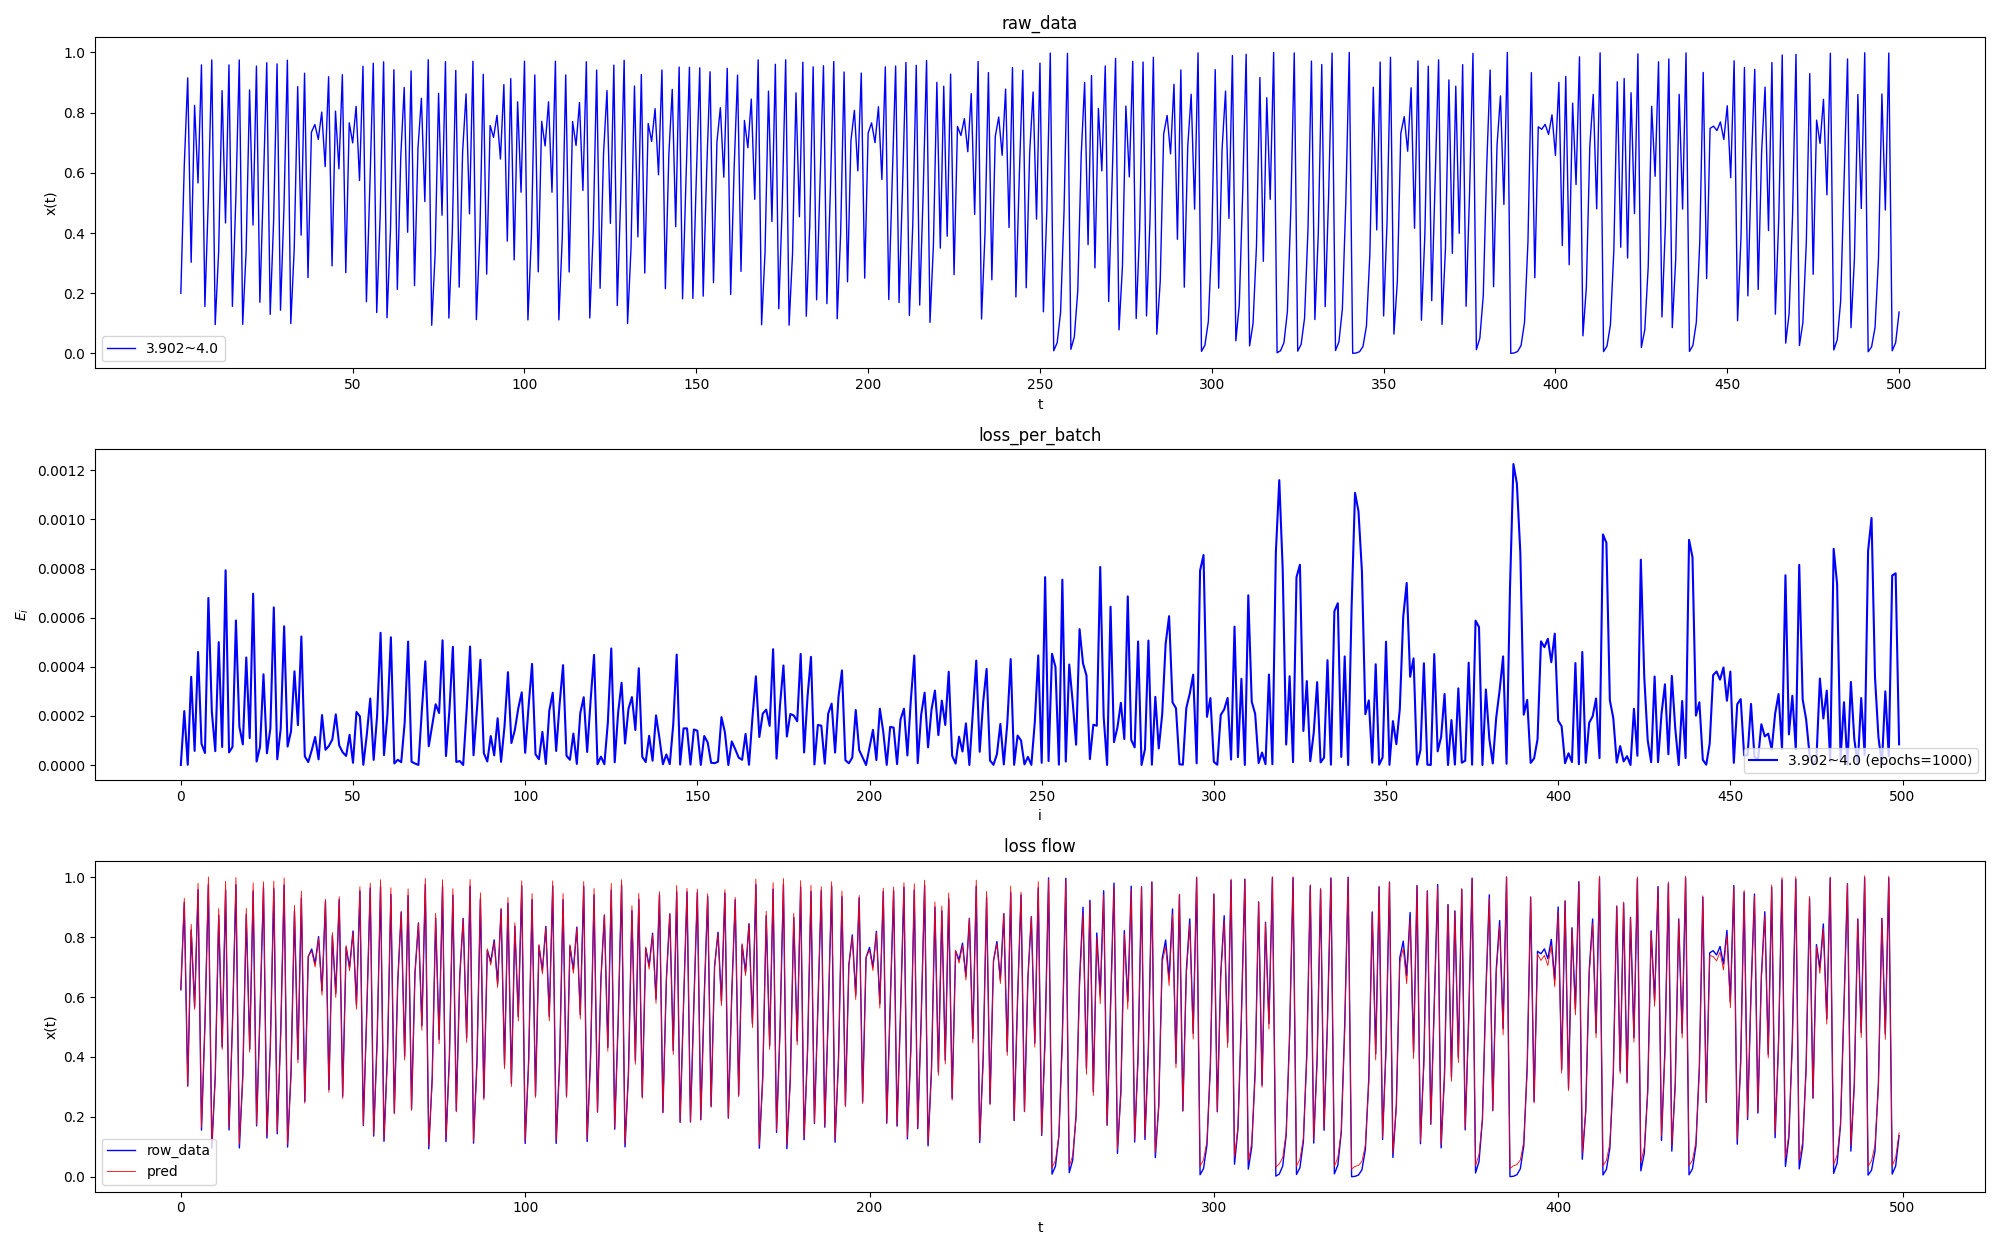 raw_data
x(t)
1.0
0.8
0.6
0.4
0.2
0.0
3.902~4.0
50 100 150 200 250 300 350 400 450 500
t
loss_per_batch
E_i
0.0012
0.0010
0.0008
0.0006
0.0004
0.0002
0.0000
3.902~4.0 (epochs=1000)
0 50 100 150 200 250 300 350 400 450 500
i
loss flow
x(t)
1.0
0.8
0.6
0.4
0.2
0.0
row_data
pred
0 100 200 300 400 500
t